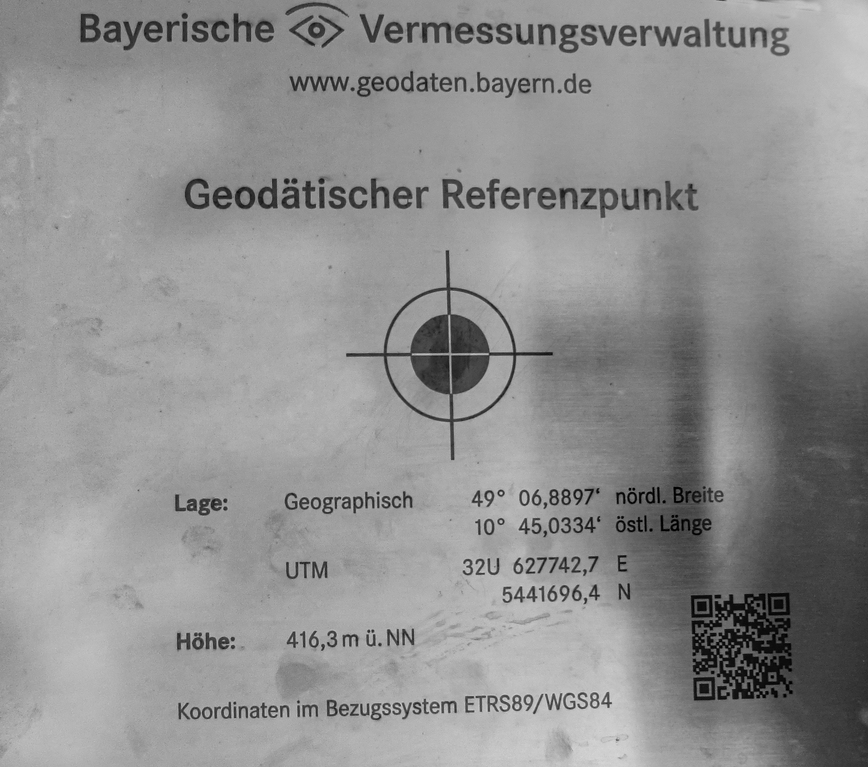 Bayerische Vermessungsverwaltung
www.geodaten.bayern.de
Geodätischer Referenzpunkt
Lage: Geographisch 49° 06,8897‘ nördl. Breite
10° 45,0334‘ östl. Länge
UTM 32U 627742,7 E
5441696,4 N
Höhe: 416,3 m ü. NN
Koordinaten im Bezugssystem ETRS89/WGS84